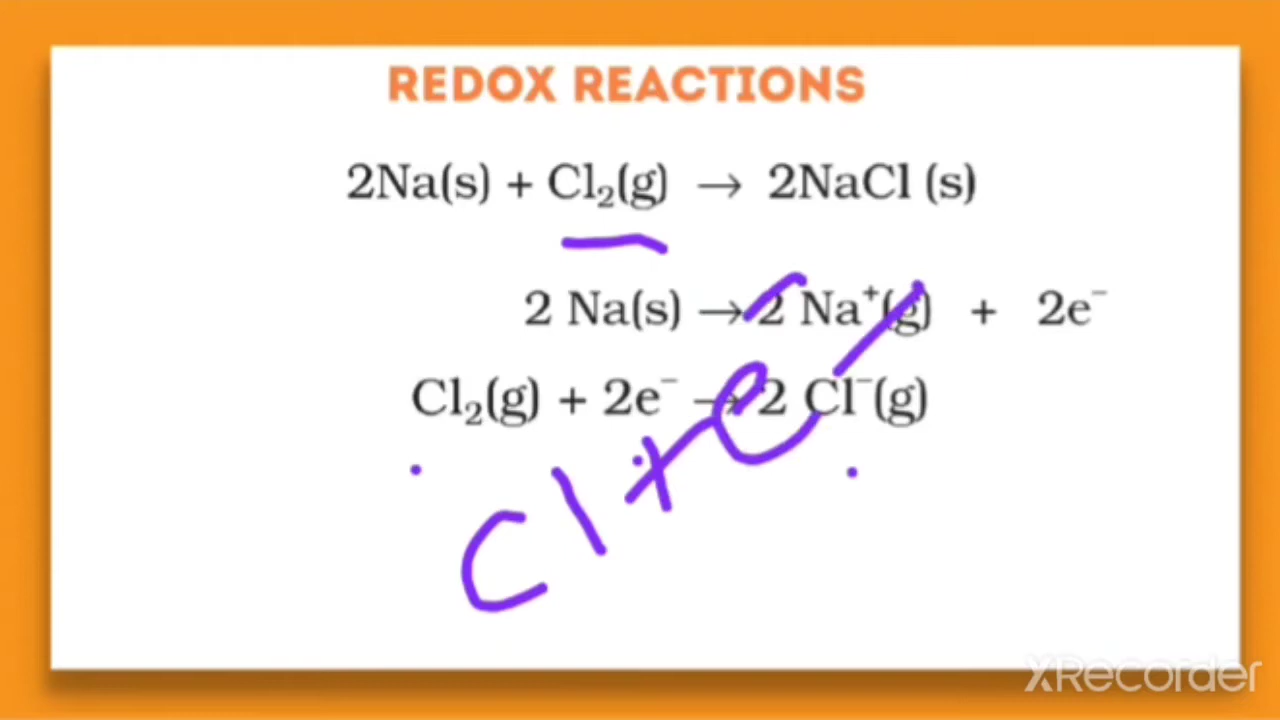 REDOX REACTIONS
2Na(s) + Cl₂(g) → 2NaCl (s)
2 Na(s) → 2 Na⁺(g) + 2e⁻
Cl₂(g) + 2e⁻ → 2 Cl⁻(g)
Cl + e⁻
XRecorder